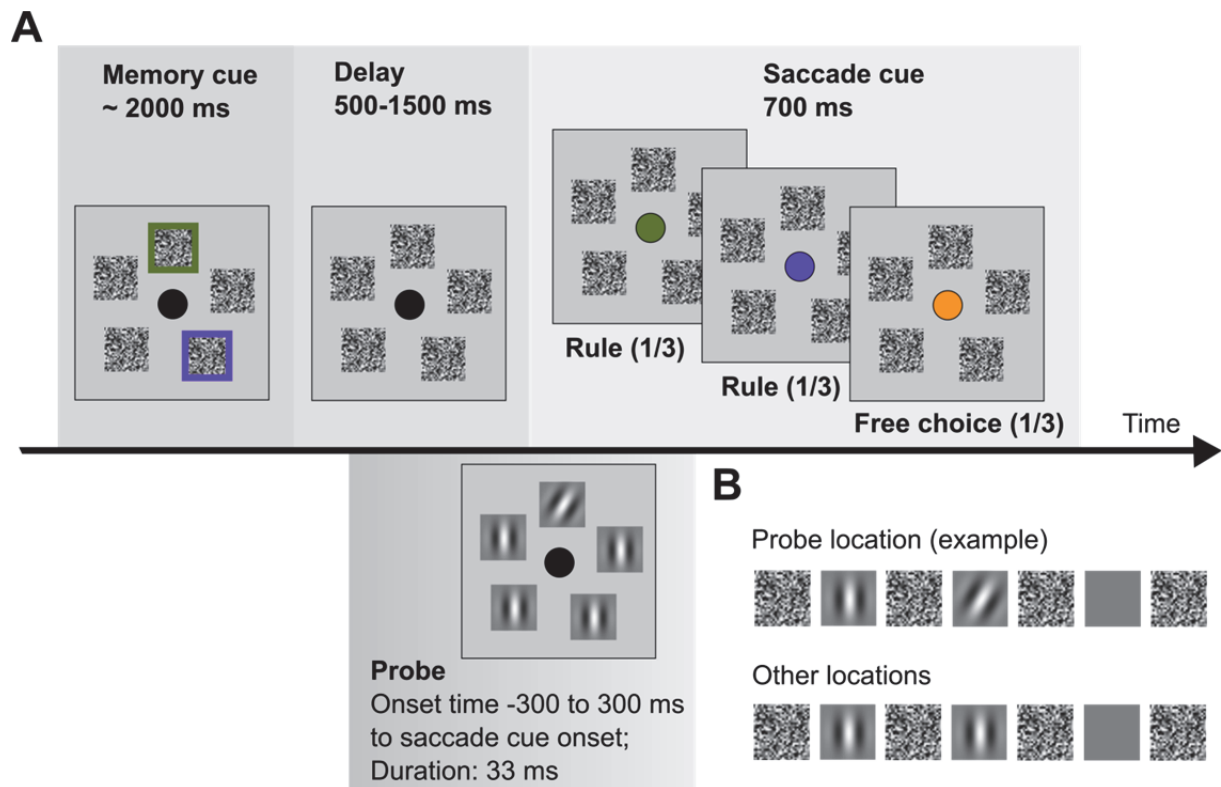 A
Memory cue
~ 2000 ms
Delay
500-1500 ms
Saccade cue
700 ms
Rule (1/3)
Rule (1/3)
Free choice (1/3)
Time
Probe
Onset time -300 to 300 ms
to saccade cue onset;
Duration: 33 ms
B
Probe location (example)
Other locations